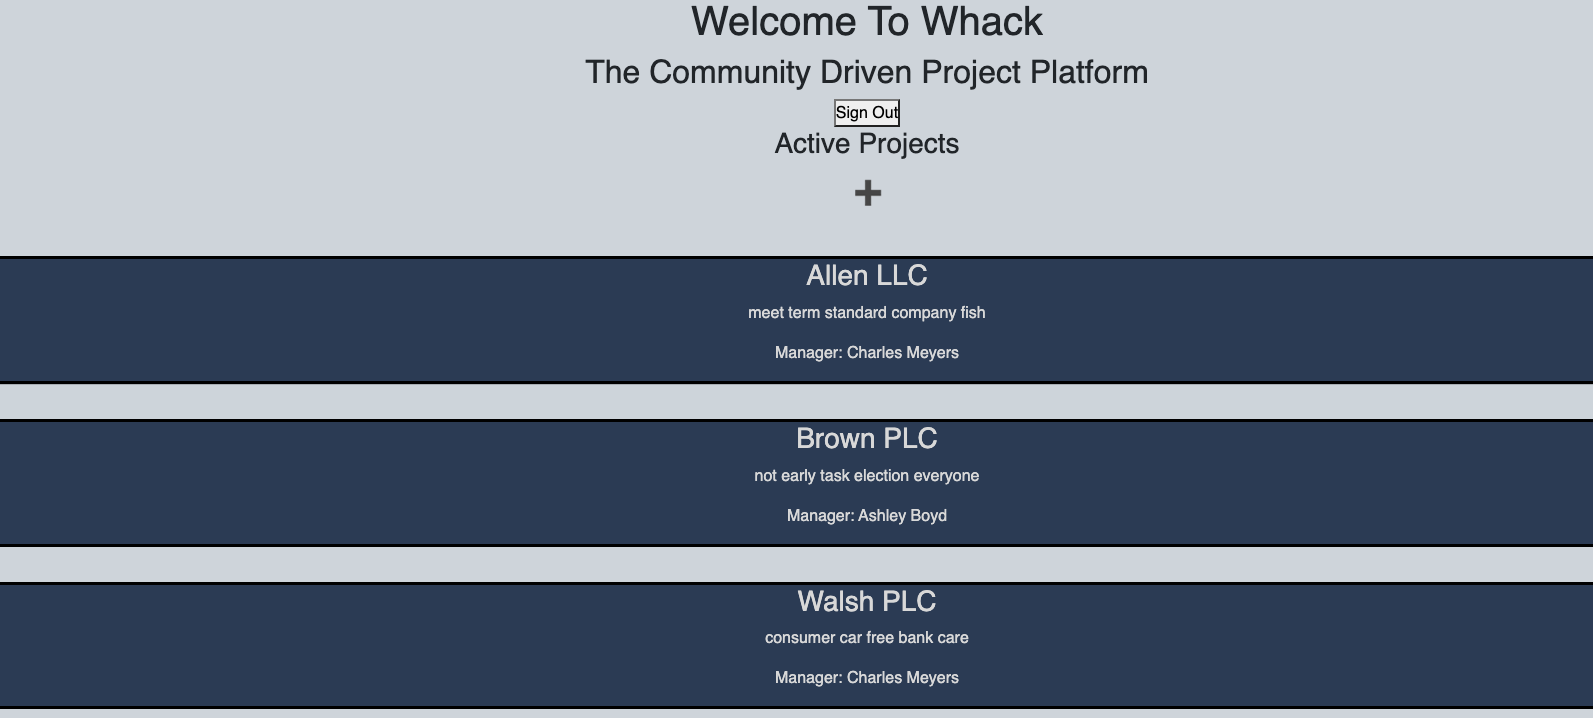 Welcome To Whack
The Community Driven Project Platform
Sign Out
Active Projects
Allen LLC
meet term standard company fish
Manager: Charles Meyers
Brown PLC
not early task election everyone
Manager: Ashley Boyd
Walsh PLC
consumer car free bank care
Manager: Charles Meyers